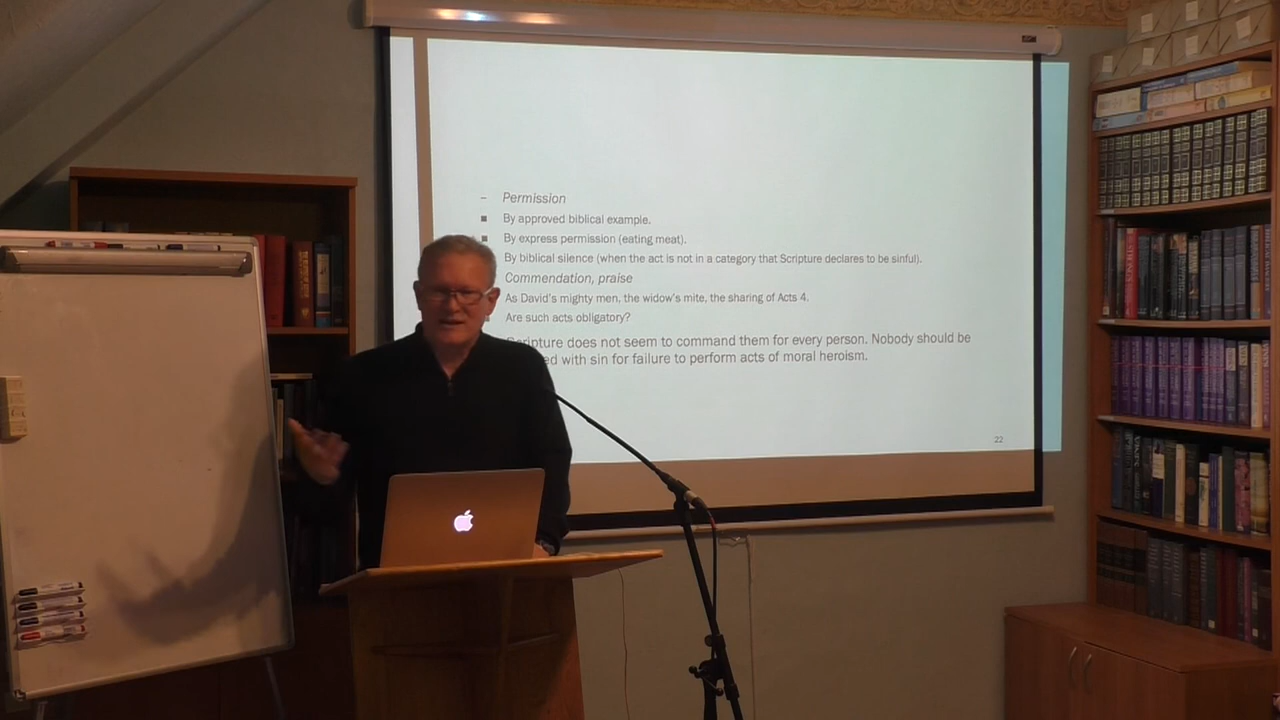 – Permission
■ By approved biblical example.
■ By express permission (eating meat).
By biblical silence (when the act is not in a category that Scripture declares to be sinful).
Commendation, praise
As David's mighty men, the widow's mite, the sharing of Acts 4.
Are such acts obligatory?
Scripture does not seem to command them for every person. Nobody should be
with sin for failure to perform acts of moral heroism.
22